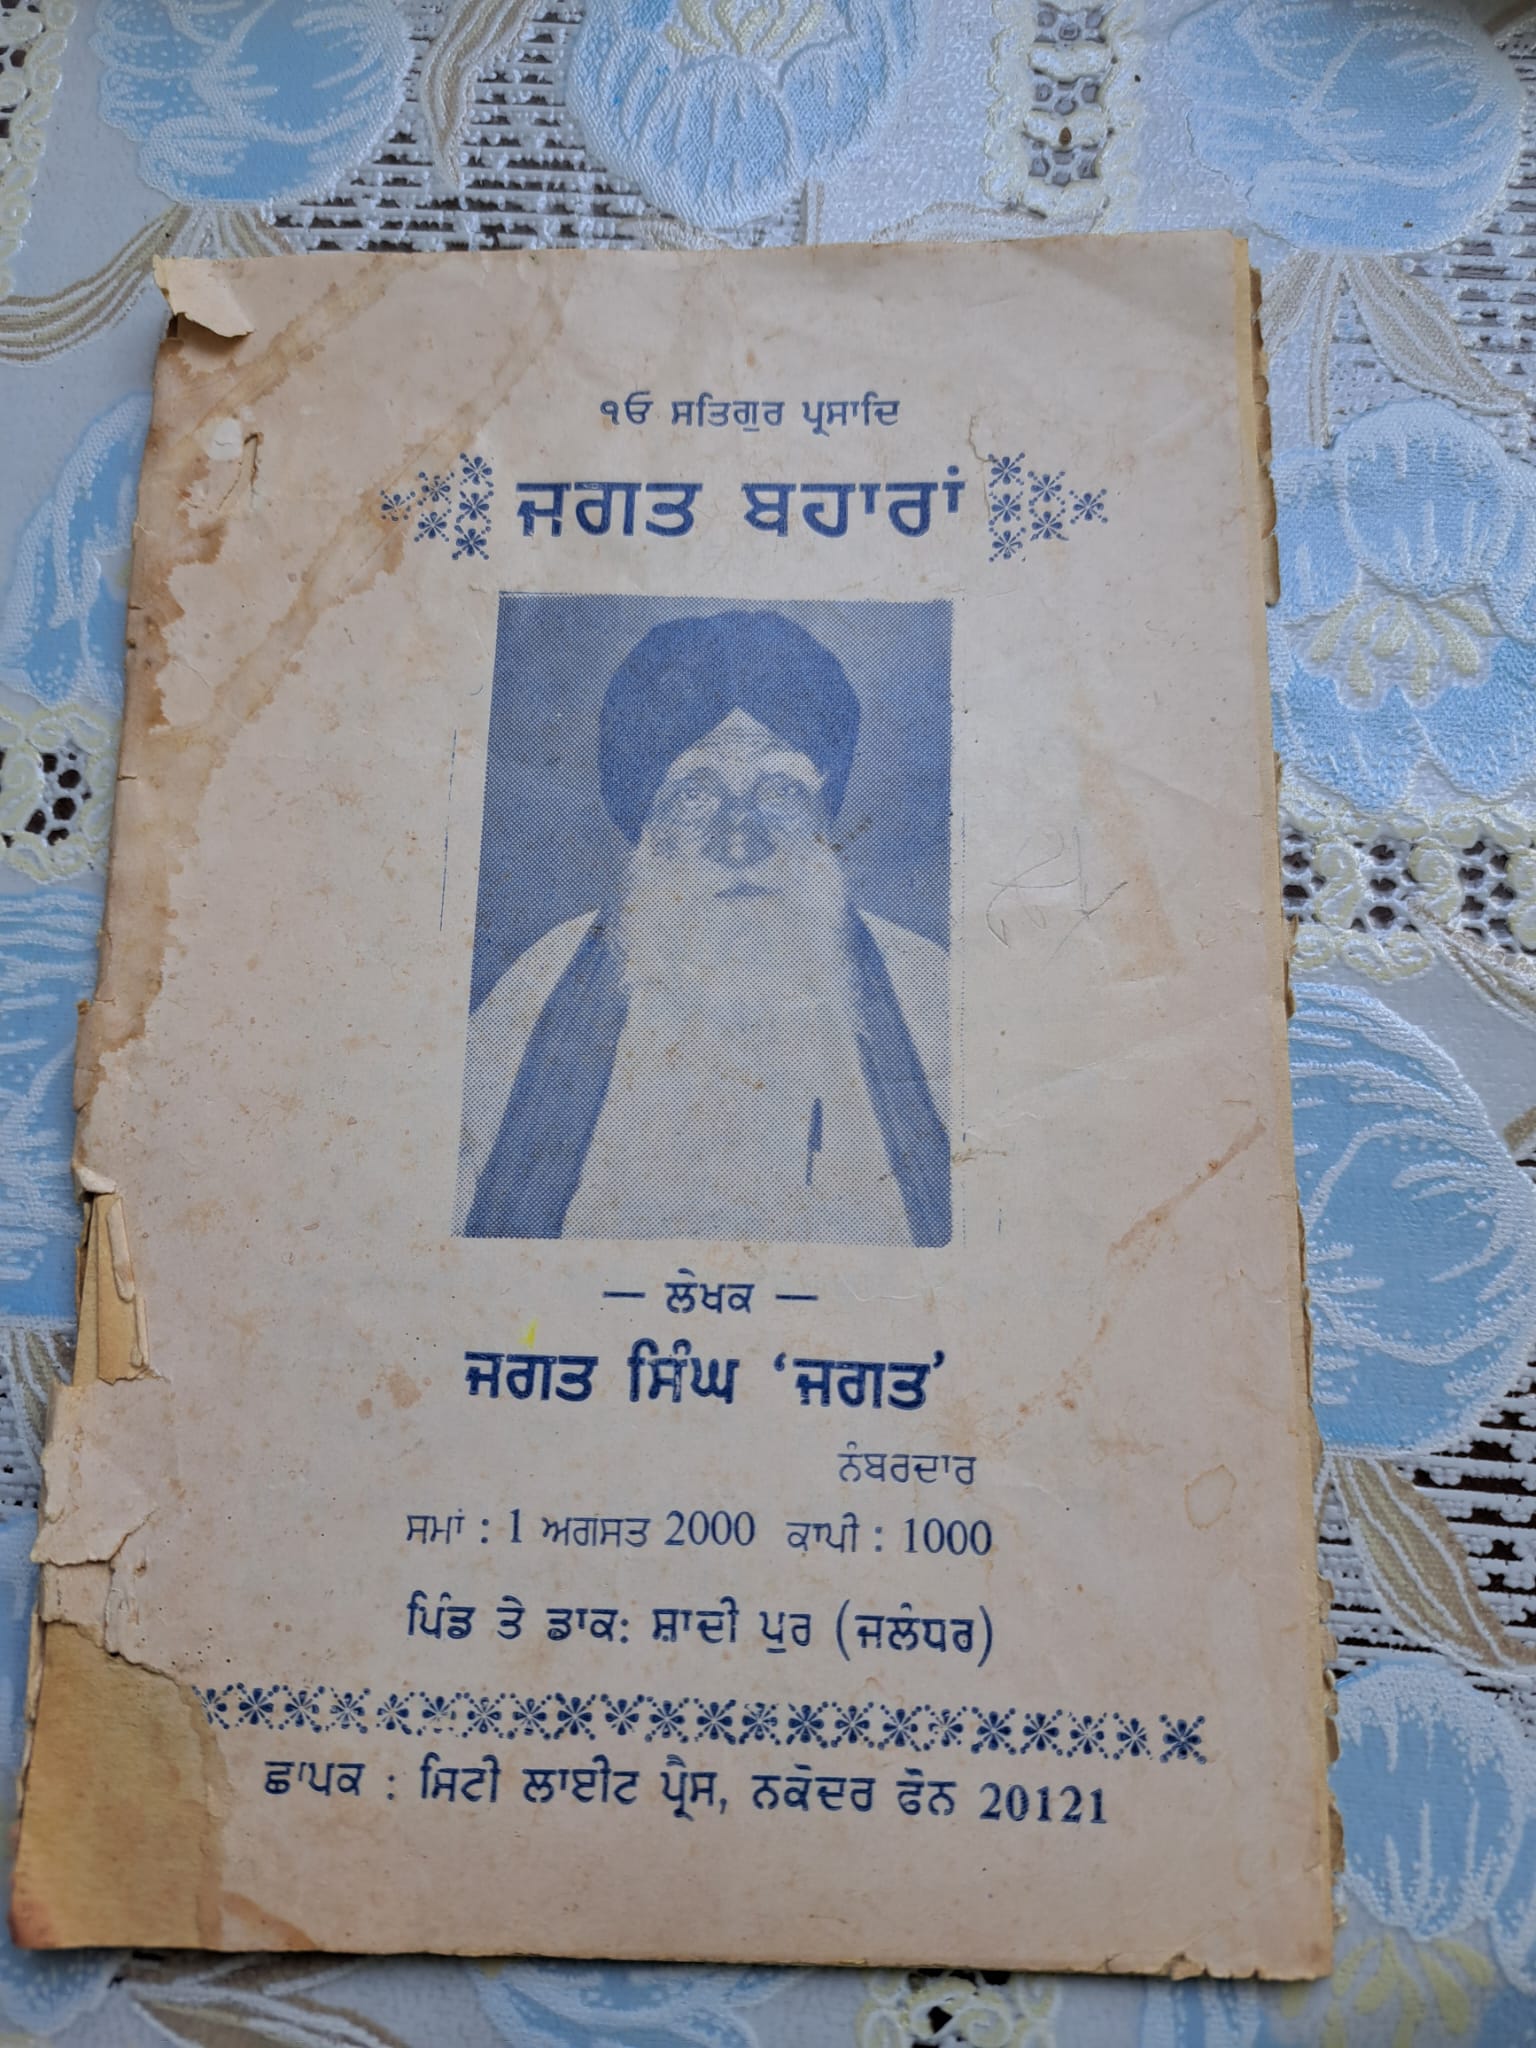 ੧ਓ ਸਤਿਗੁਰ ਪ੍ਰਸਾਦਿ
ਜਗਤ ਬਹਾਰਾਂ
— ਲੇਖਕ —
ਜਗਤ ਸਿੰਘ ‘ਜਗਤ’
ਨੰਬਰਦਾਰ
ਸਮਾਂ : 1 ਅਗਸਤ 2000 ਕਾਪੀ : 1000
ਪਿੰਡ ਤੇ ਡਾਕ: ਸ਼ਾਦੀ ਪੁਰ (ਜਲੰਧਰ)
ਛਾਪਕ : ਸਿਟੀ ਲਾਈਟ ਪ੍ਰੈਸ, ਨਕੋਦਰ ਫੌਨ 20121